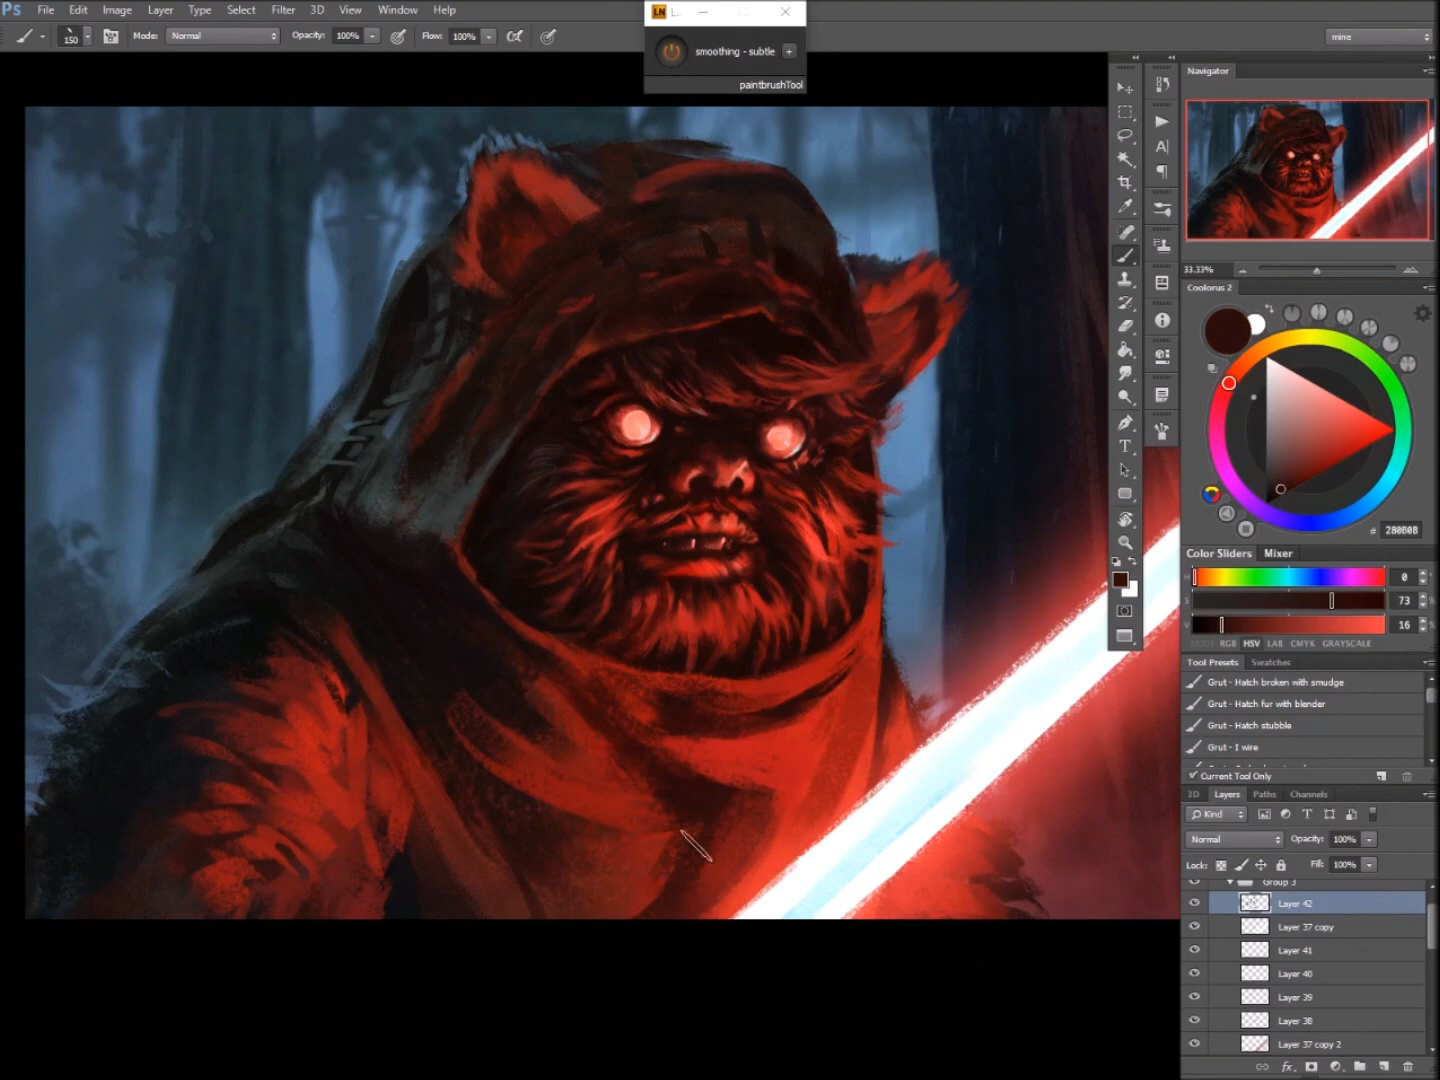 Ps File Edit Image Layer Type Select Filter 3D View Window Help
LN L..
150 Mode: Normal Opacity: 100% Flow: 100%
smoothing - subtle +
mine
paintbrushTool
Navigator
33.33%
Coolorus 2
# 280B0B
Color Sliders Mixer
H 0 °
S 73 %
V 16 %
RGB HSV LAB CMYK GRAYSCALE
Tool Presets Swatches
Grut - Hatch broken with smudge
Grut - Hatch fur with blender
Grut - Hatch stubble
Grut - I wire
Current Tool Only
3D Layers Paths Channels
Kind
Normal Opacity: 100%
Lock: Fill: 100%
Group 3
Layer 42
Layer 37 copy
Layer 41
Layer 40
Layer 39
Layer 38
Layer 37 copy 2